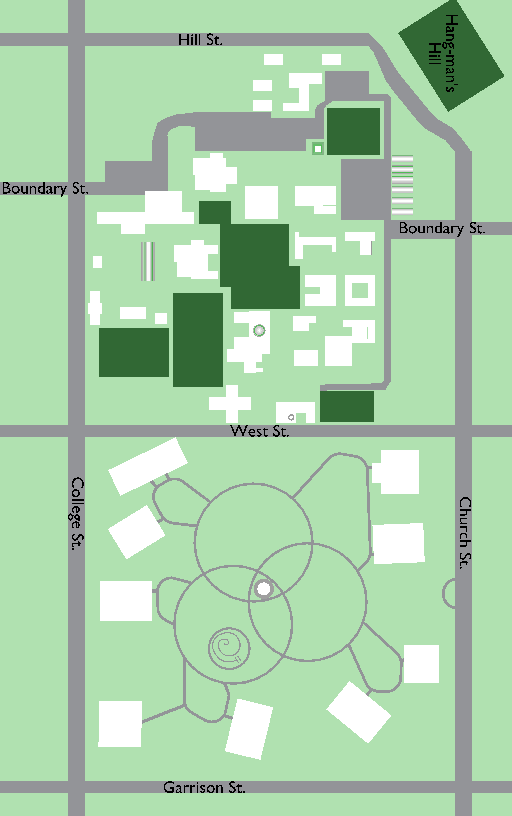 Hang-man's
Hill
Hill St.
Boundary St.
Boundary St.
West St.
College St.
Church St.
Garrison St.